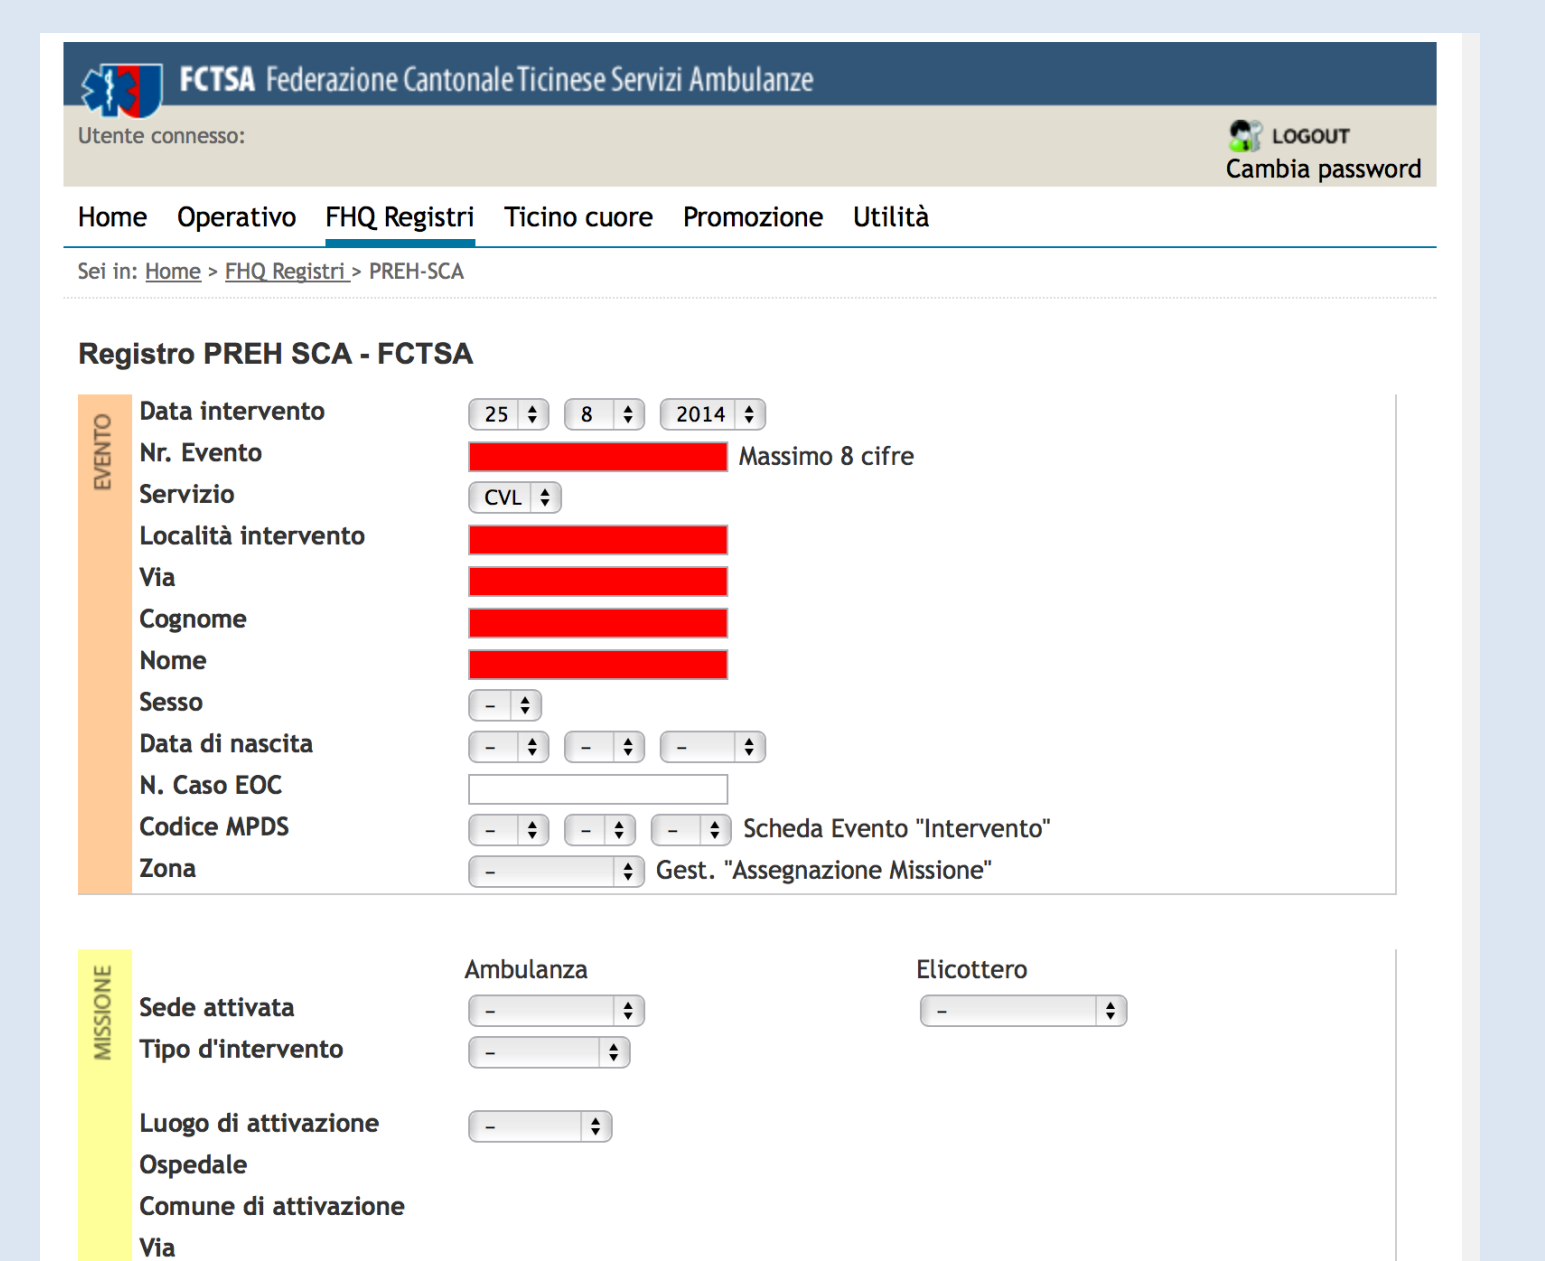 FCTSA Federazione Cantonale Ticinese Servizi Ambulanze
Utente connesso:
LOGOUT
Cambia password
Home Operativo FHQ Registri Ticino cuore Promozione Utilità
Sei in: Home > FHQ Registri > PREH-SCA
Registro PREH SCA - FCTSA
EVENTO
Data intervento 25 8 2014
Nr. Evento Massimo 8 cifre
Servizio CVL
Località intervento
Via
Cognome
Nome
Sesso –
Data di nascita – – –
N. Caso EOC
Codice MPDS – – – Scheda Evento "Intervento"
Zona – Gest. "Assegnazione Missione"
MISSIONE
Ambulanza Elicottero
Sede attivata – –
Tipo d'intervento –
Luogo di attivazione –
Ospedale
Comune di attivazione
Via